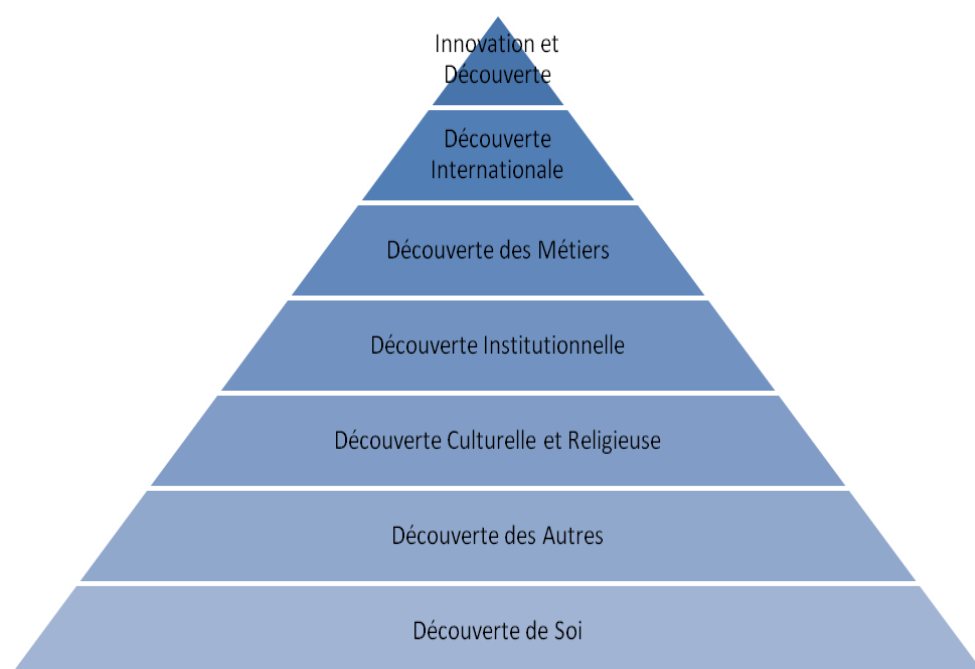 Innovation et
Découverte
Découverte
Internationale
Découverte des Métiers
Découverte Institutionnelle
Découverte Culturelle et Religieuse
Découverte des Autres
Découverte de Soi